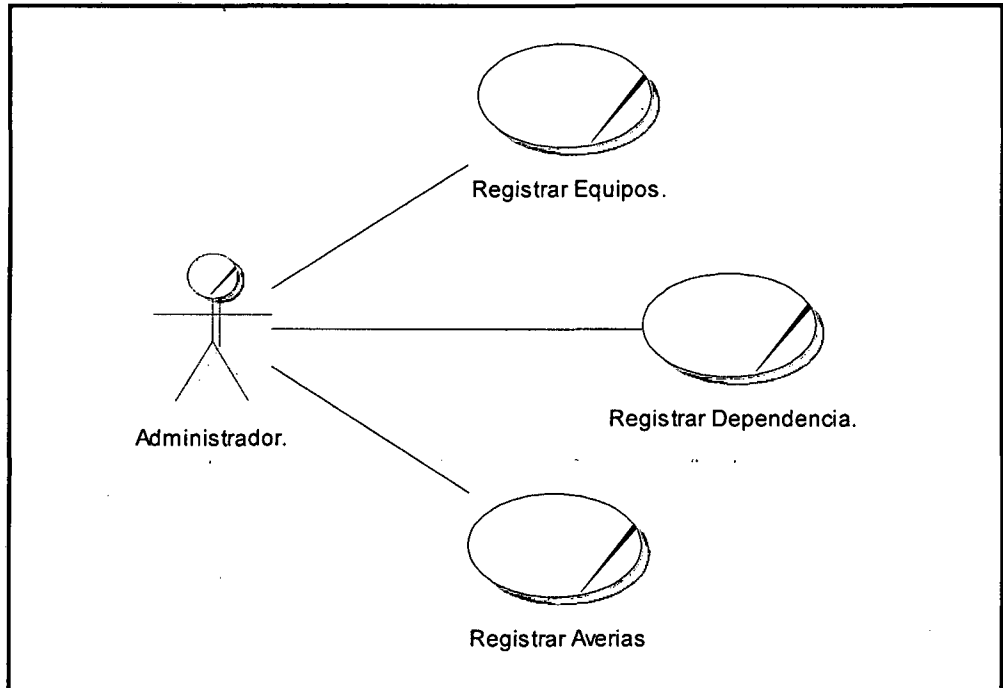 Registrar Equipos.
Registrar Dependencia.
Administrador.
Registrar Averias